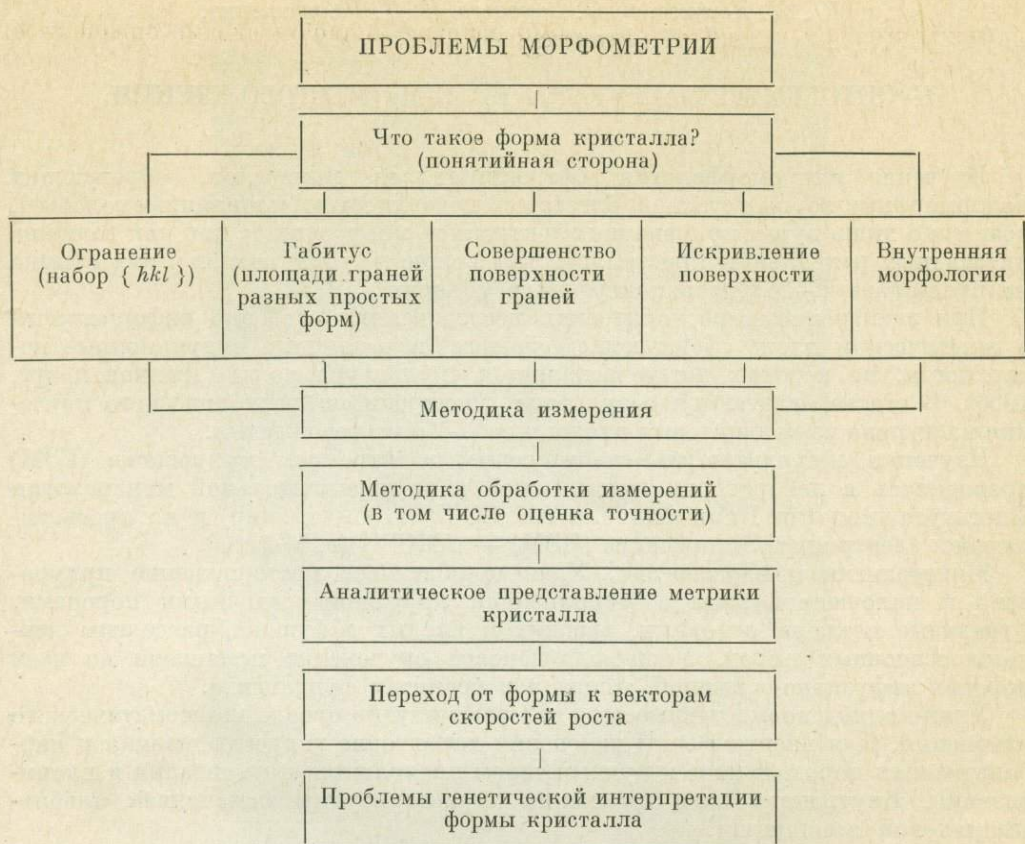 ПРОБЛЕМЫ МОРФОМЕТРИИ
Что такое форма кристалла?
(понятийная сторона)
Огранение
(набор { hkl })
Габитус
(площади граней
разных простых
форм)
Совершенство
поверхности
граней
Искривление
поверхности
Внутренняя
морфология
Методика измерения
Методика обработки измерений
(в том числе оценка точности)
Аналитическое представление метрики
кристалла
Переход от формы к векторам
скоростей роста
Проблемы генетической интерпретации
формы кристалла